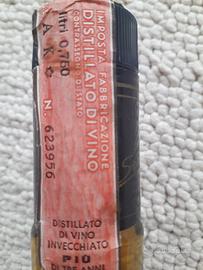 IMPOSTA FABBRICAZIONE
DISTILLATO DI VINO
CONTRASSEGNO DI STATO
litri 0,750
A K C
N. 623956
DISTILLATO
DI VINO
INVECCHIATO
PIÙ
DI TRE ANNI